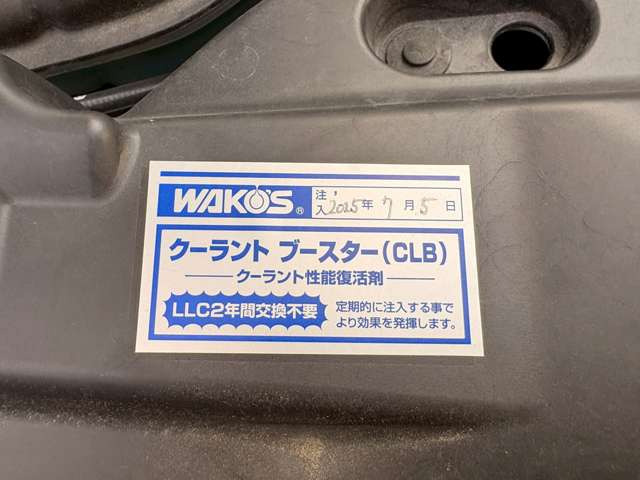 WAKO'S® 注入 2025年 7月 5日
クーラント ブースター(CLB)
クーラント性能復活剤
LLC2年間交換不要
定期的に注入する事で
より効果を発揮します。